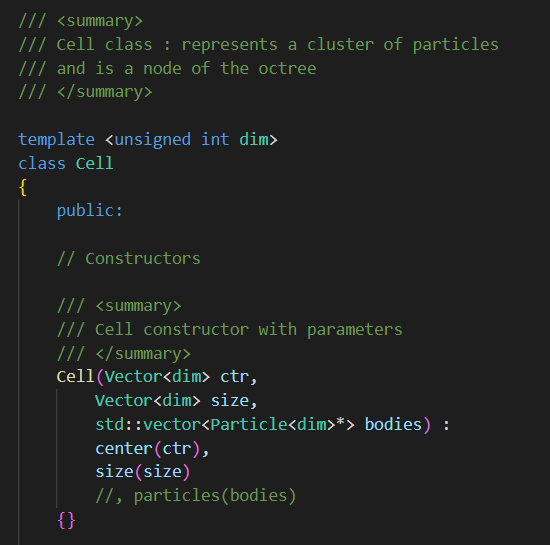 /// <summary>
/// Cell class : represents a cluster of particles
/// and is a node of the octree
/// </summary>
template <unsigned int dim>
class Cell
{
public:
// Constructors
/// <summary>
/// Cell constructor with parameters
/// </summary>
Cell(Vector<dim> ctr,
Vector<dim> size,
std::vector<Particle<dim>*> bodies) :
center(ctr),
size(size)
//, particles(bodies)
{}